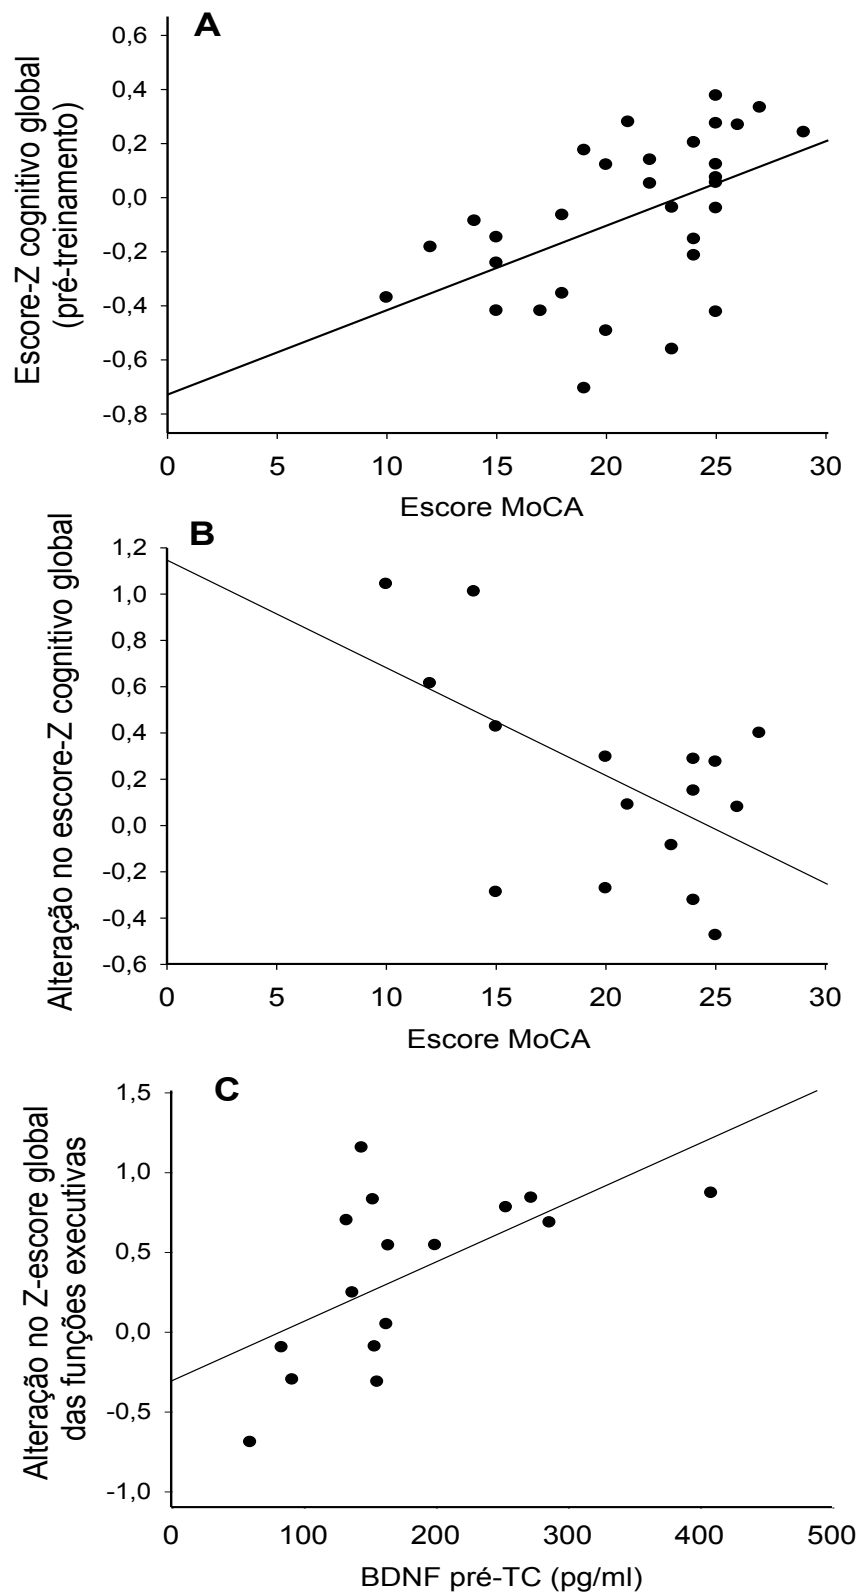 A
Escore-Z cognitivo global
(pré-treinamento)
0,6
0,4
0,2
0,0
-0,2
-0,4
-0,6
-0,8
0 5 10 15 20 25 30
Escore MoCA
B
Alteração no escore-Z cognitivo global
1,2
1,0
0,8
0,6
0,4
0,2
0,0
-0,2
-0,4
-0,6
0 5 10 15 20 25 30
Escore MoCA
C
Alteração no Z-escore global
das funções executivas
1,5
1,0
0,5
0,0
-0,5
-1,0
0 100 200 300 400 500
BDNF pré-TC (pg/ml)